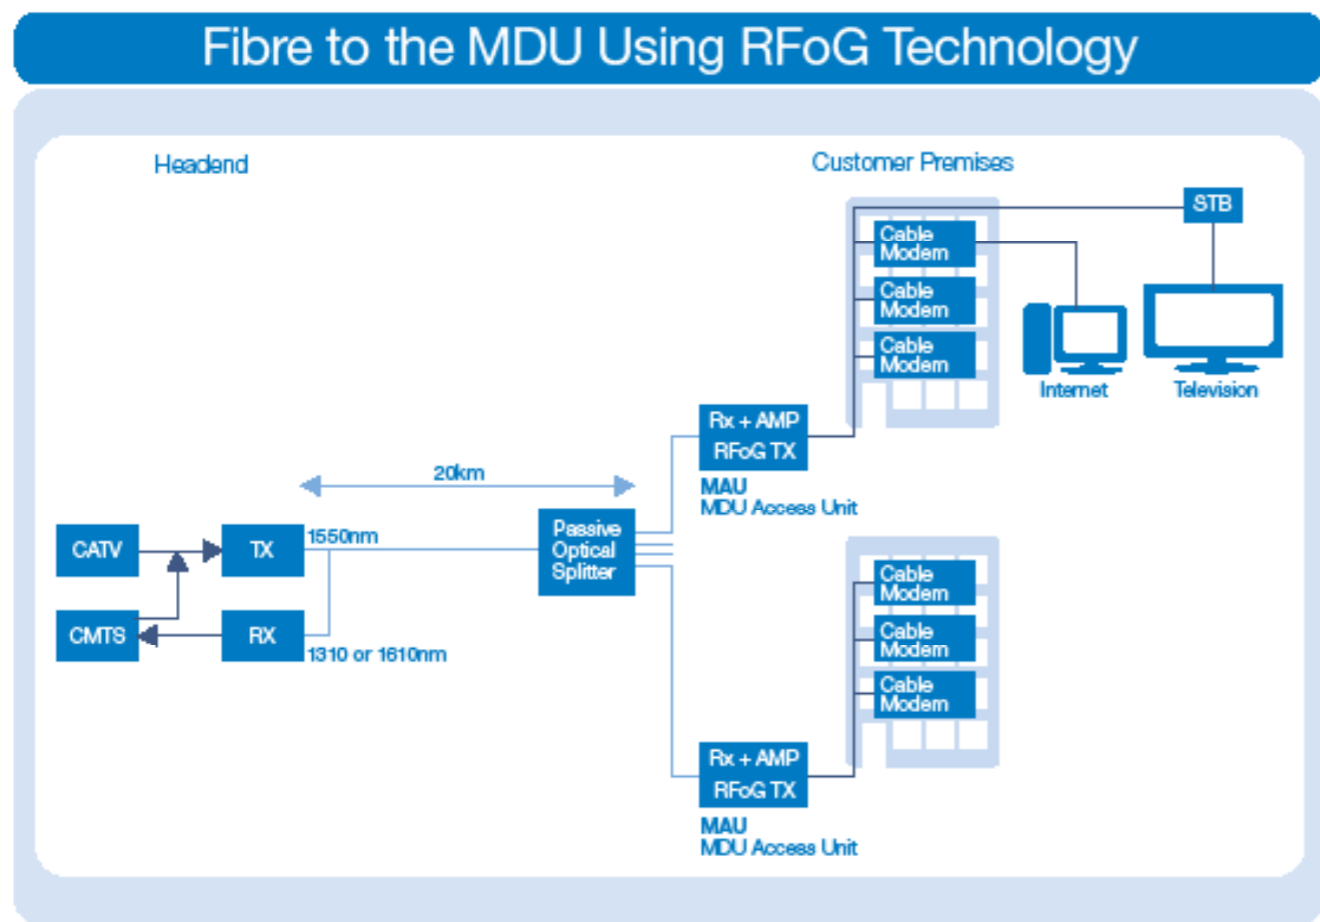 Fibre to the MDU Using RFoG Technology
Headend
Customer Premises
STB
Cable
Modem
Cable
Modem
Cable
Modem
Internet
Television
Rx + AMP
RFoG TX
MAU
MDU Access Unit
20km
CATV
TX
1550nm
Passive
Optical
Splitter
CMTS
RX
1310 or 1610nm
Cable
Modem
Cable
Modem
Cable
Modem
Rx + AMP
RFoG TX
MAU
MDU Access Unit